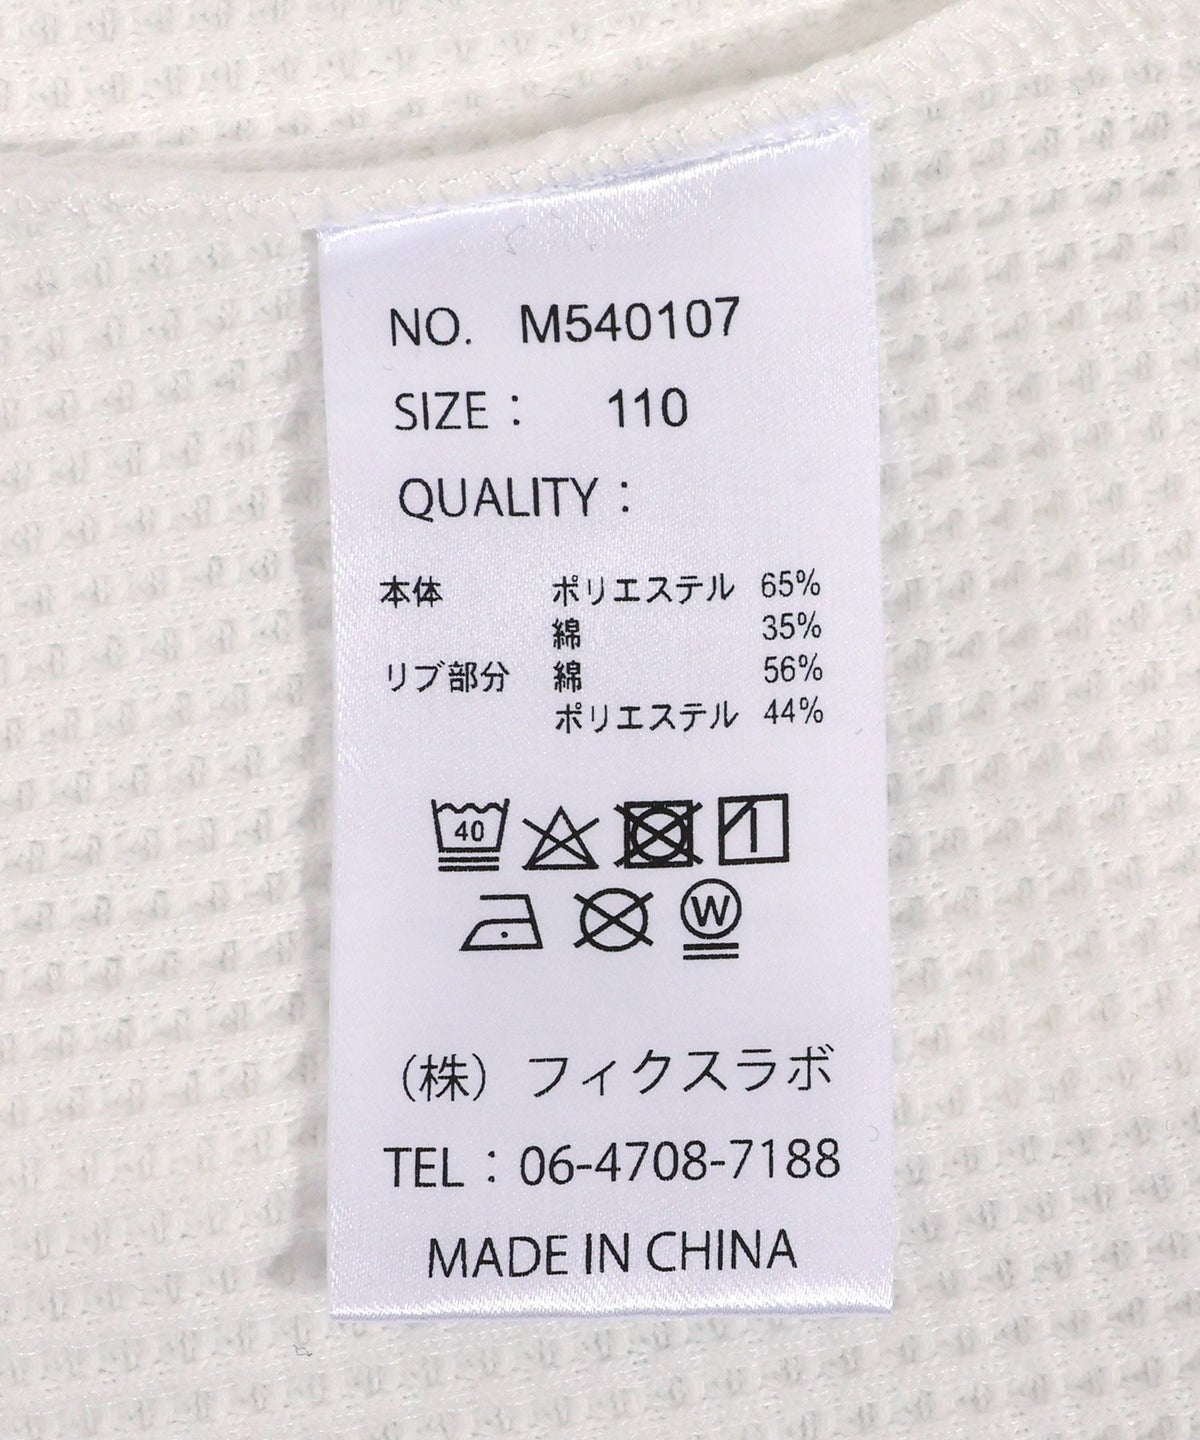 NO. M540107
SIZE： 110
QUALITY：
本体 ポリエステル 65%
綿 35%
リブ部分 綿 56%
ポリエステル 44%
40
W
（株）フィクスラボ
TEL：06-4708-7188
MADE IN CHINA